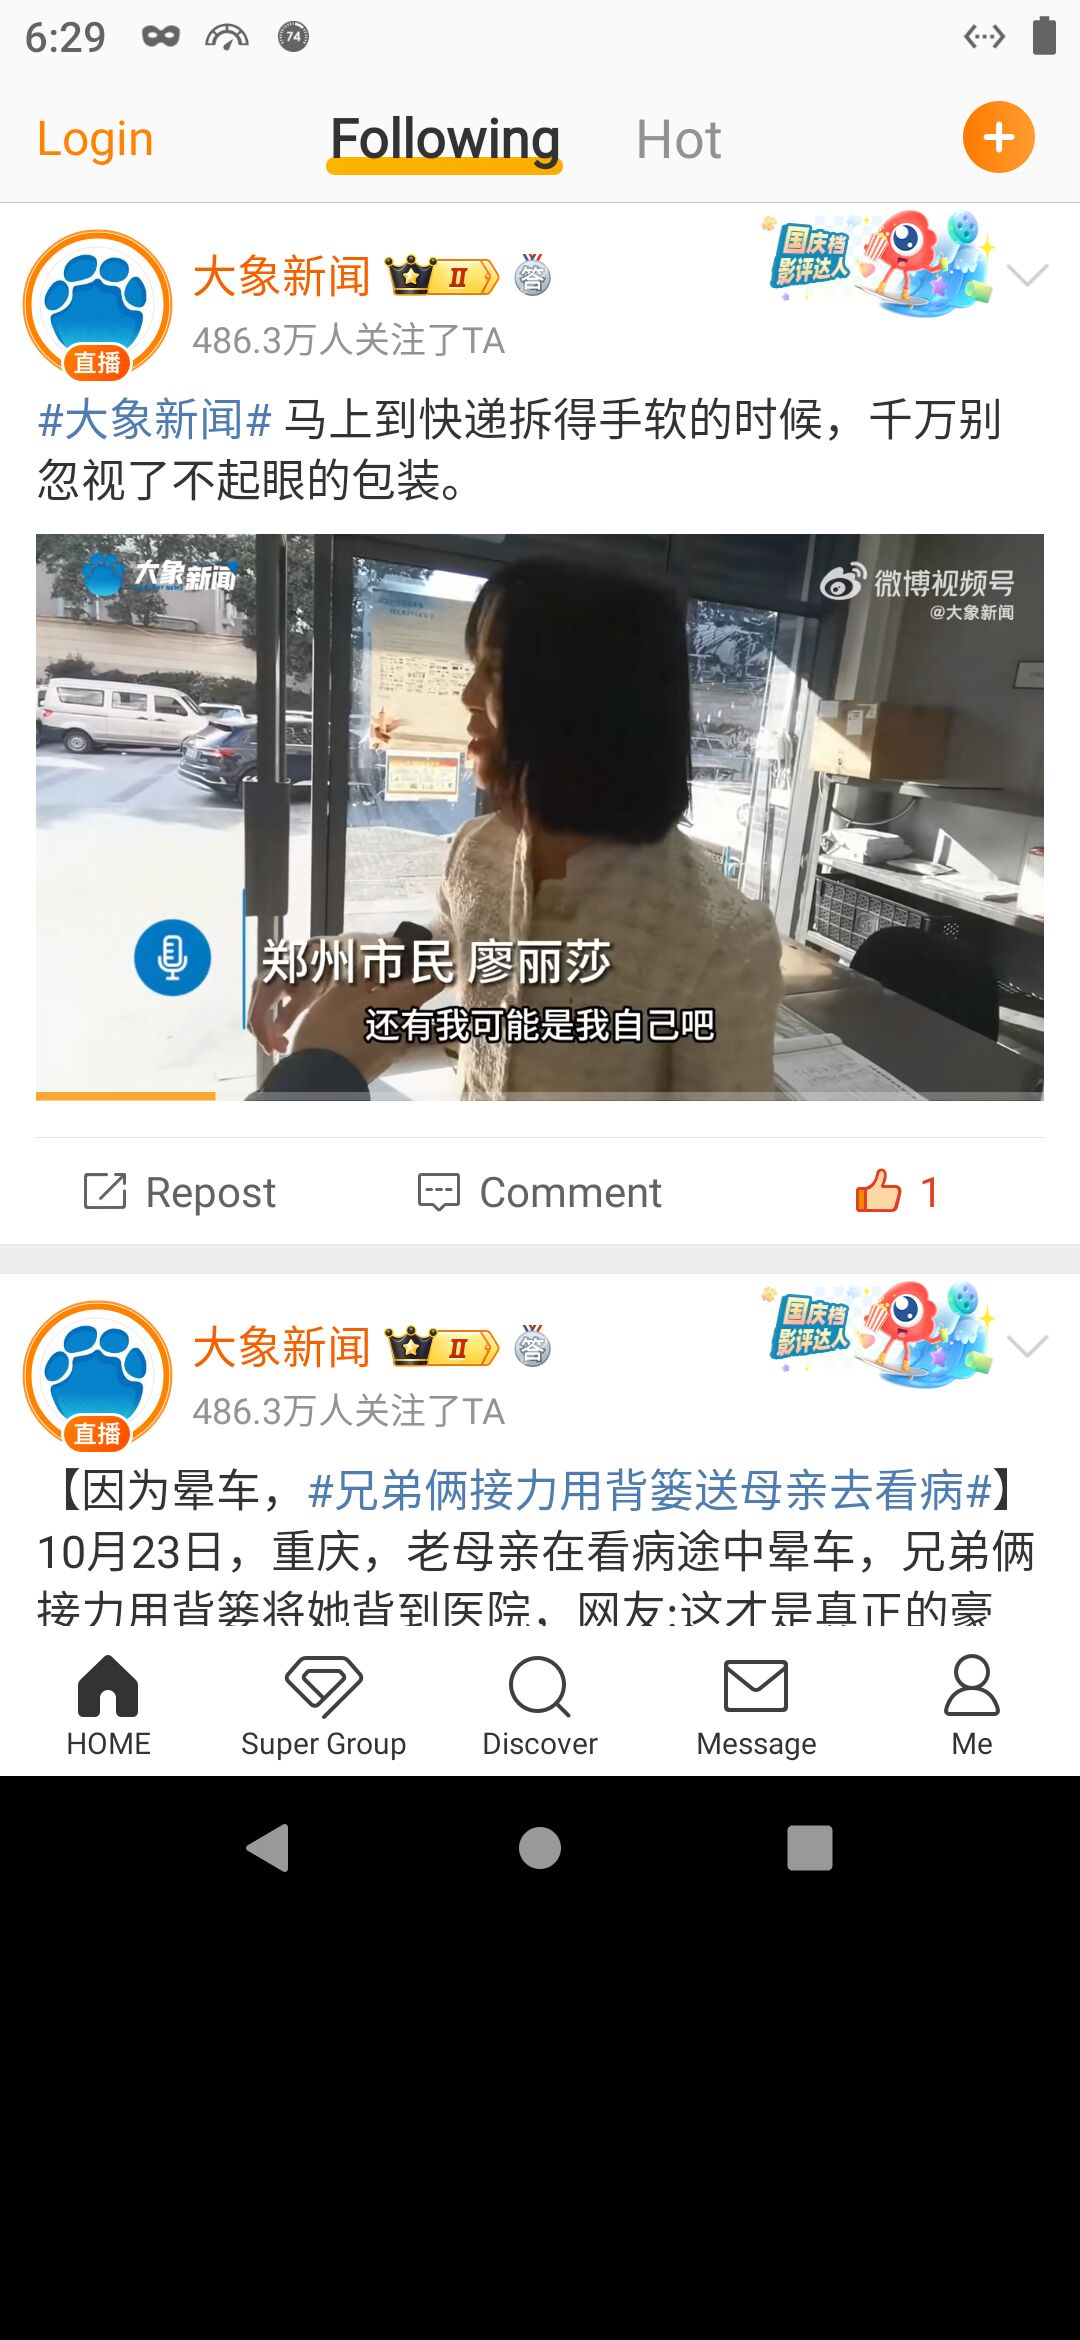 6:29
74
Login
Following
Hot
国庆档
影评达人
大象新闻
II
答
486.3万人关注了TA
直播
#大象新闻# 马上到快递拆得手软的时候，千万别
忽视了不起眼的包装。
大象新闻
微博视频号
@大象新闻
郑州市民 廖丽莎
还有我可能是我自己吧
Repost
Comment
1
国庆档
影评达人
大象新闻
II
答
486.3万人关注了TA
直播
【因为晕车，#兄弟俩接力用背篓送母亲去看病#】
10月23日，重庆，老母亲在看病途中晕车，兄弟俩
接力用背篓将她背到医院，网友:这才是真正的豪
HOME
Super Group
Discover
Message
Me